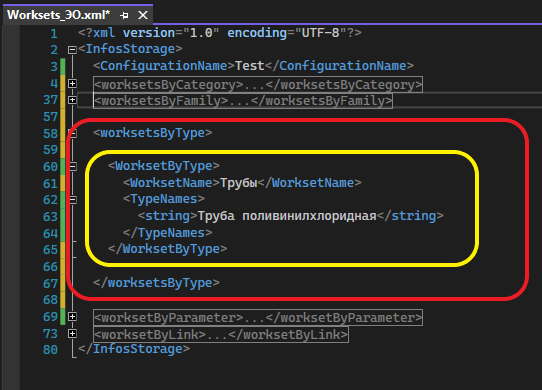 Worksets_ЭО.xml*
1 <?xml version="1.0" encoding="UTF-8"?>
2 <InfosStorage>
3 <ConfigurationName>Test</ConfigurationName>
4 <worksetsByCategory>...</worksetsByCategory>
37 <worksetsByFamily>...</worksetsByFamily>
57
58 <worksetsByType>
59
60 <WorksetByType>
61 <WorksetName>Трубы</WorksetName>
62 <TypeNames>
63 <string>Труба поливинилхлоридная</string>
64 </TypeNames>
65 </WorksetByType>
66
67 </worksetsByType>
68
69 <worksetByParameter>...</worksetByParameter>
73 <worksetByLink>...</worksetByLink>
80 </InfosStorage>